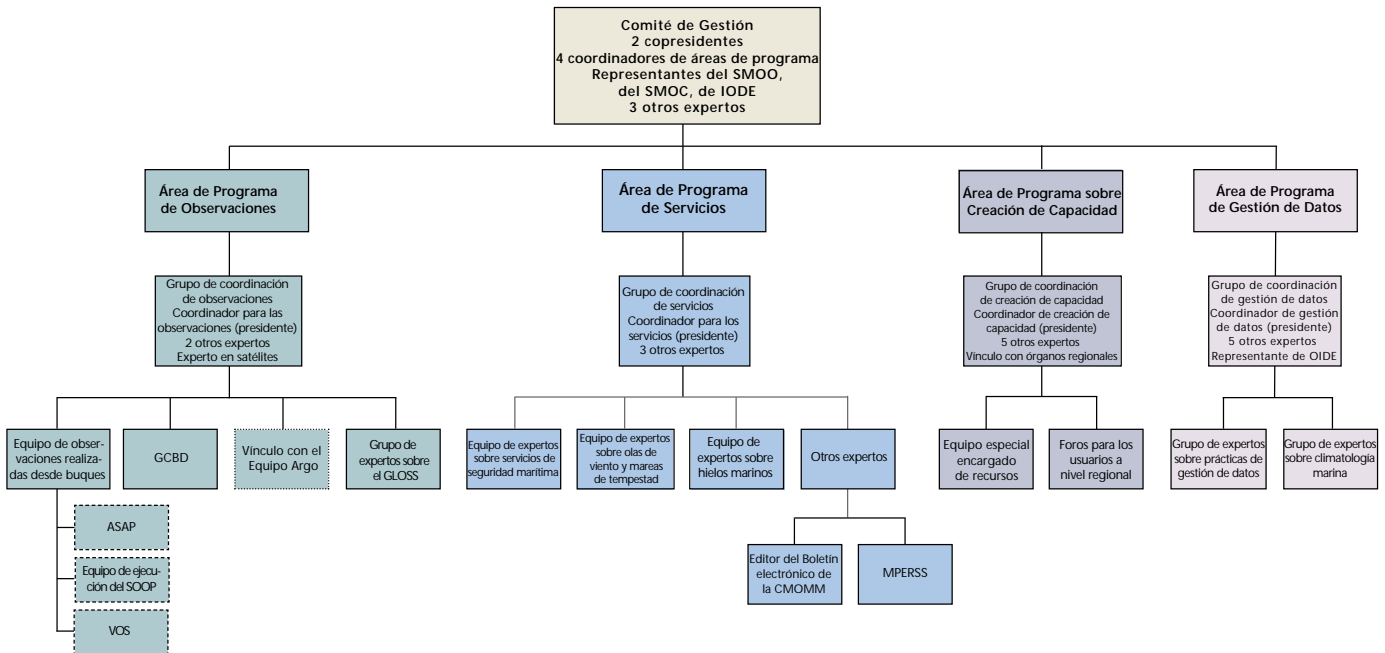 Comité de Gestión
2 copresidentes
4 coordinadores de áreas de programa
Representantes del SMOO,
del SMOC, de IODE
3 otros expertos
Área de Programa
de Observaciones
Área de Programa
de Servicios
Área de Programa sobre
Creación de Capacidad
Área de Programa
de Gestión de Datos
Grupo de coordinación
de observaciones
Coordinador para las
observaciones (presidente)
2 otros expertos
Experto en satélites
Grupo de coordinación
de servicios
Coordinador para los
servicios (presidente)
3 otros expertos
Grupo de coordinación
de creación de capacidad
Coordinador de creación de
capacidad (presidente)
5 otros expertos
Vínculo con órganos regionales
Grupo de coordinación
de gestión de datos
Coordinador de gestión
de datos (presidente)
5 otros expertos
Representante de OIDE
Equipo de obser-
vaciones realiza-
das desde buques
GCBD
Vínculo con el
Equipo Argo
Grupo de
expertos sobre
el GLOSS
Equipo de expertos
sobre servicios de
seguridad marítima
Equipo de expertos
sobre olas de
viento y mareas
de tempestad
Equipo de
expertos sobre
hielos marinos
Otros expertos
Equipo especial
encargado
de recursos
Foros para los
usuarios a
nivel regional
Grupo de expertos
sobre prácticas de
gestión de datos
Grupo de expertos
sobre climatología
marina
ASAP
Equipo de ejecu-
ción del SOOP
VOS
Editor del Boletín
electrónico de
la CMOMM
MPERSS